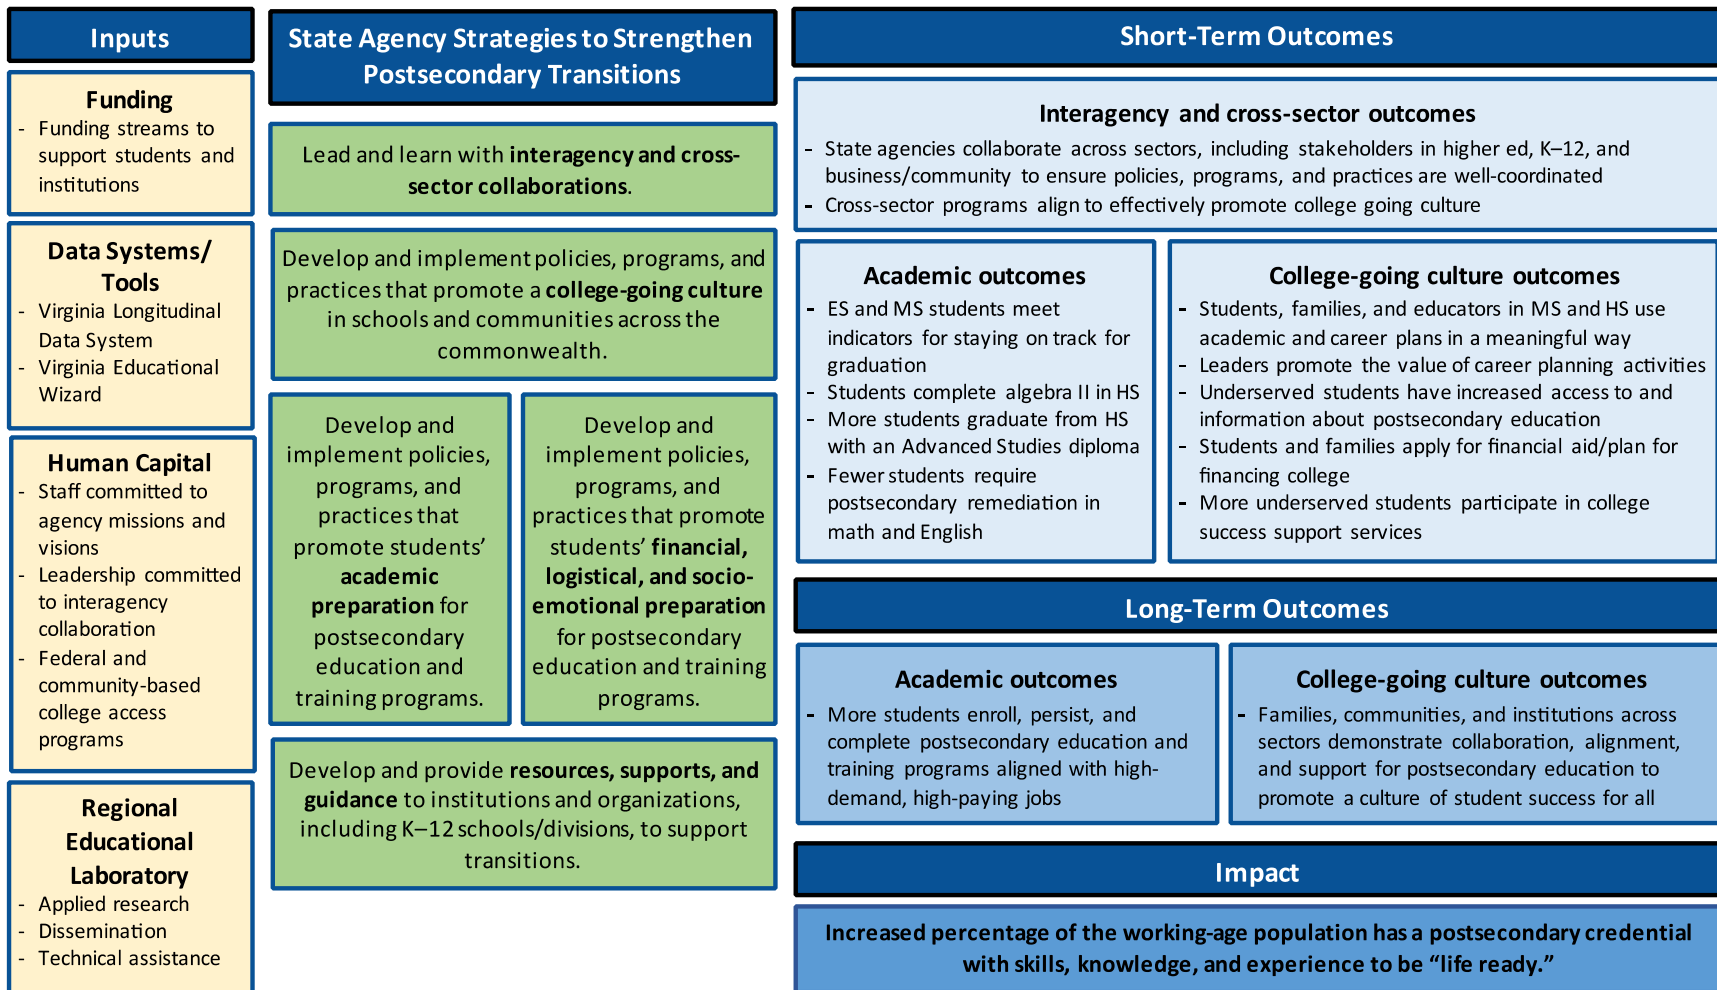 Inputs
Funding
- Funding streams to
support students and
institutions
Data Systems/
Tools
- Virginia Longitudinal
Data System
- Virginia Educational
Wizard
Human Capital
- Staff committed to
agency missions and
visions
- Leadership committed
to interagency
collaboration
- Federal and
community-based
college access
programs
Regional
Educational
Laboratory
- Applied research
- Dissemination
- Technical assistance
State Agency Strategies to Strengthen
Postsecondary Transitions
Lead and learn with interagency and cross-
sector collaborations.
Develop and implement policies, programs, and
practices that promote a college-going culture
in schools and communities across the
commonwealth.
Develop and
implement policies,
programs, and
practices that
promote students’
academic
preparation for
postsecondary
education and
training programs.
Develop and
implement policies,
programs, and
practices that promote
students’ financial,
logistical, and socio-
emotional preparation
for postsecondary
education and training
programs.
Develop and provide resources, supports, and
guidance to institutions and organizations,
including K–12 schools/divisions, to support
transitions.
Short-Term Outcomes
Interagency and cross-sector outcomes
- State agencies collaborate across sectors, including stakeholders in higher ed, K–12, and
business/community to ensure policies, programs, and practices are well-coordinated
- Cross-sector programs align to effectively promote college going culture
Academic outcomes
- ES and MS students meet
indicators for staying on track for
graduation
- Students complete algebra II in HS
- More students graduate from HS
with an Advanced Studies diploma
- Fewer students require
postsecondary remediation in
math and English
College-going culture outcomes
- Students, families, and educators in MS and HS use
academic and career plans in a meaningful way
- Leaders promote the value of career planning activities
- Underserved students have increased access to and
information about postsecondary education
- Students and families apply for financial aid/plan for
financing college
- More underserved students participate in college
success support services
Long-Term Outcomes
Academic outcomes
- More students enroll, persist, and
complete postsecondary education and
training programs aligned with high-
demand, high-paying jobs
College-going culture outcomes
- Families, communities, and institutions across
sectors demonstrate collaboration, alignment,
and support for postsecondary education to
promote a culture of student success for all
Impact
Increased percentage of the working-age population has a postsecondary credential
with skills, knowledge, and experience to be “life ready.”